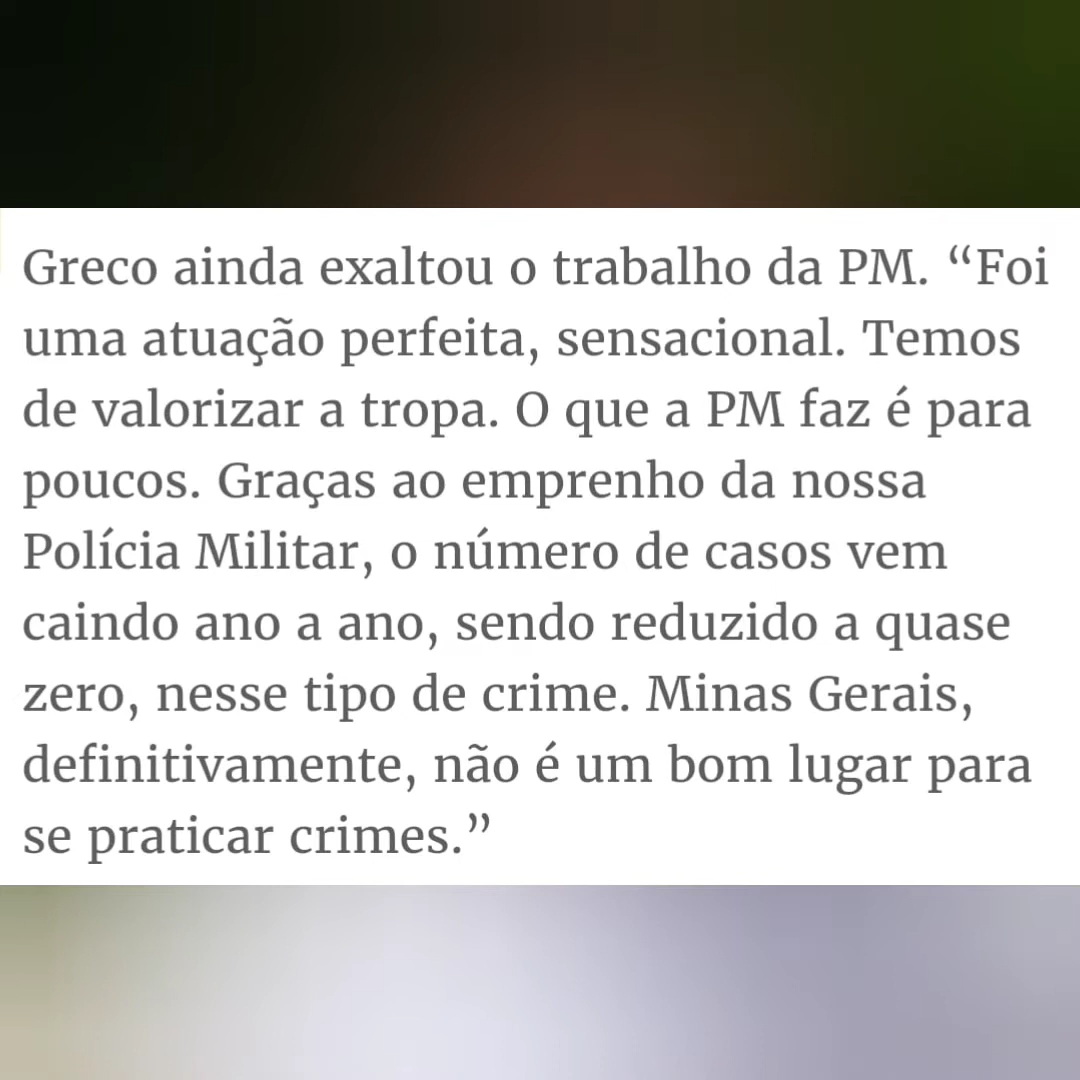 Greco ainda exaltou o trabalho da PM. “Foi
uma atuação perfeita, sensacional. Temos
de valorizar a tropa. O que a PM faz é para
poucos. Graças ao emprenho da nossa
Polícia Militar, o número de casos vem
caindo ano a ano, sendo reduzido a quase
zero, nesse tipo de crime. Minas Gerais,
definitivamente, não é um bom lugar para
se praticar crimes.”